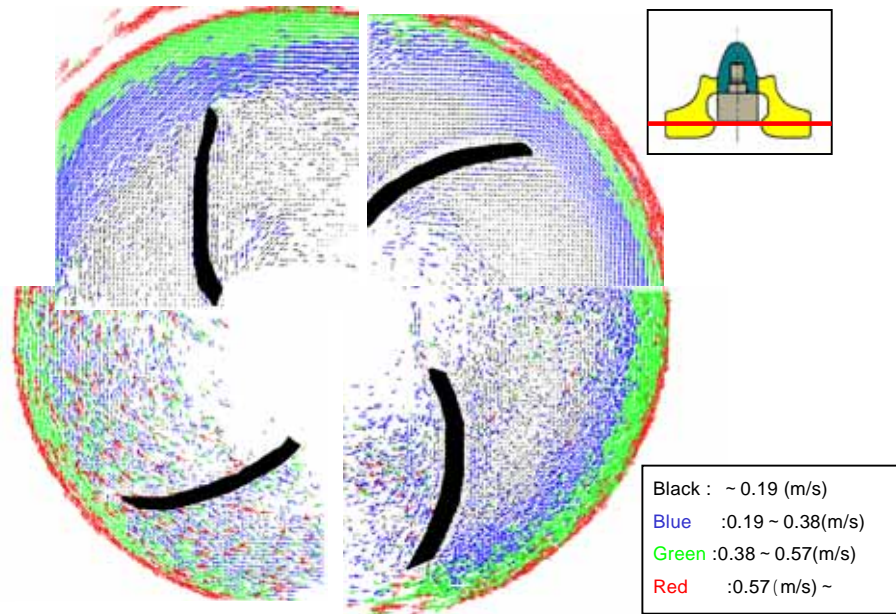 Black : ~ 0.19 (m/s)
Blue :0.19 ~ 0.38(m/s)
Green :0.38 ~ 0.57(m/s)
Red :0.57(m/s) ~